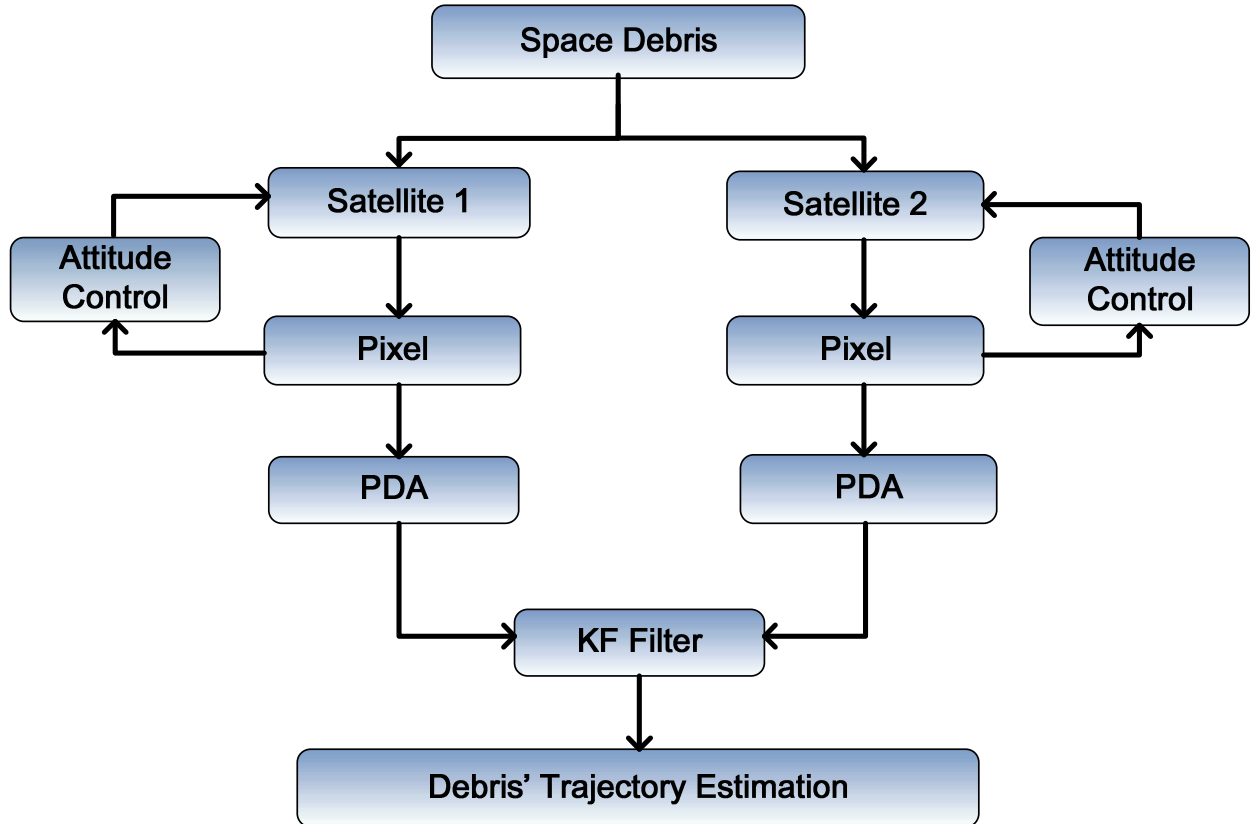 Space Debris
Satellite 1
Satellite 2
Attitude
Control
Attitude
Control
Pixel
Pixel
PDA
PDA
KF Filter
Debris’ Trajectory Estimation